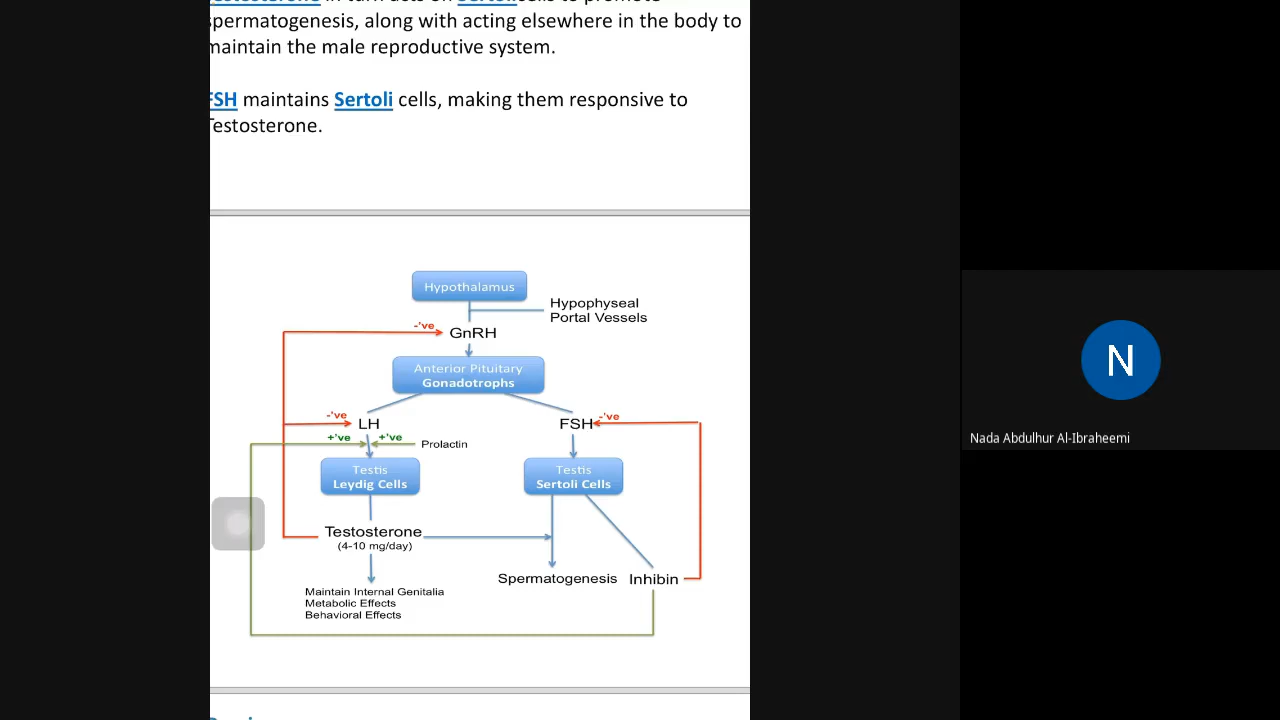 spermatogenesis, along with acting elsewhere in the body to
maintain the male reproductive system.
FSH maintains Sertoli cells, making them responsive to
Testosterone.
Hypothalamus
Hypophyseal
Portal Vessels
-'ve
GnRH
Anterior Pituitary
Gonadotrophs
-'ve
LH
FSH
-'ve
+'ve
+'ve
Prolactin
Testis
Leydig Cells
Testis
Sertoli Cells
Testosterone
(4-10 mg/day)
Spermatogenesis
Inhibin
Maintain Internal Genitalia
Metabolic Effects
Behavioral Effects
N
Nada Abdulhur Al-Ibraheemi